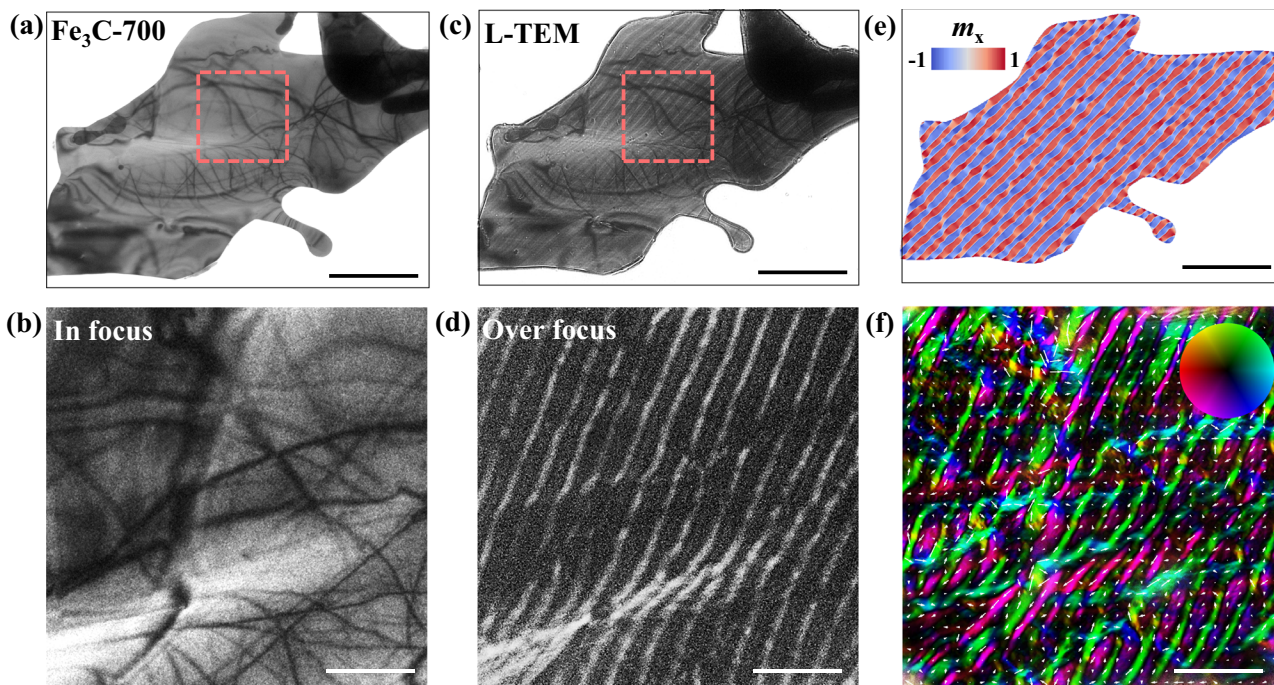 (a) Fe₃C-700
(c) L-TEM
(e) mₓ
-1 1
(b) In focus
(d) Over focus
(f)